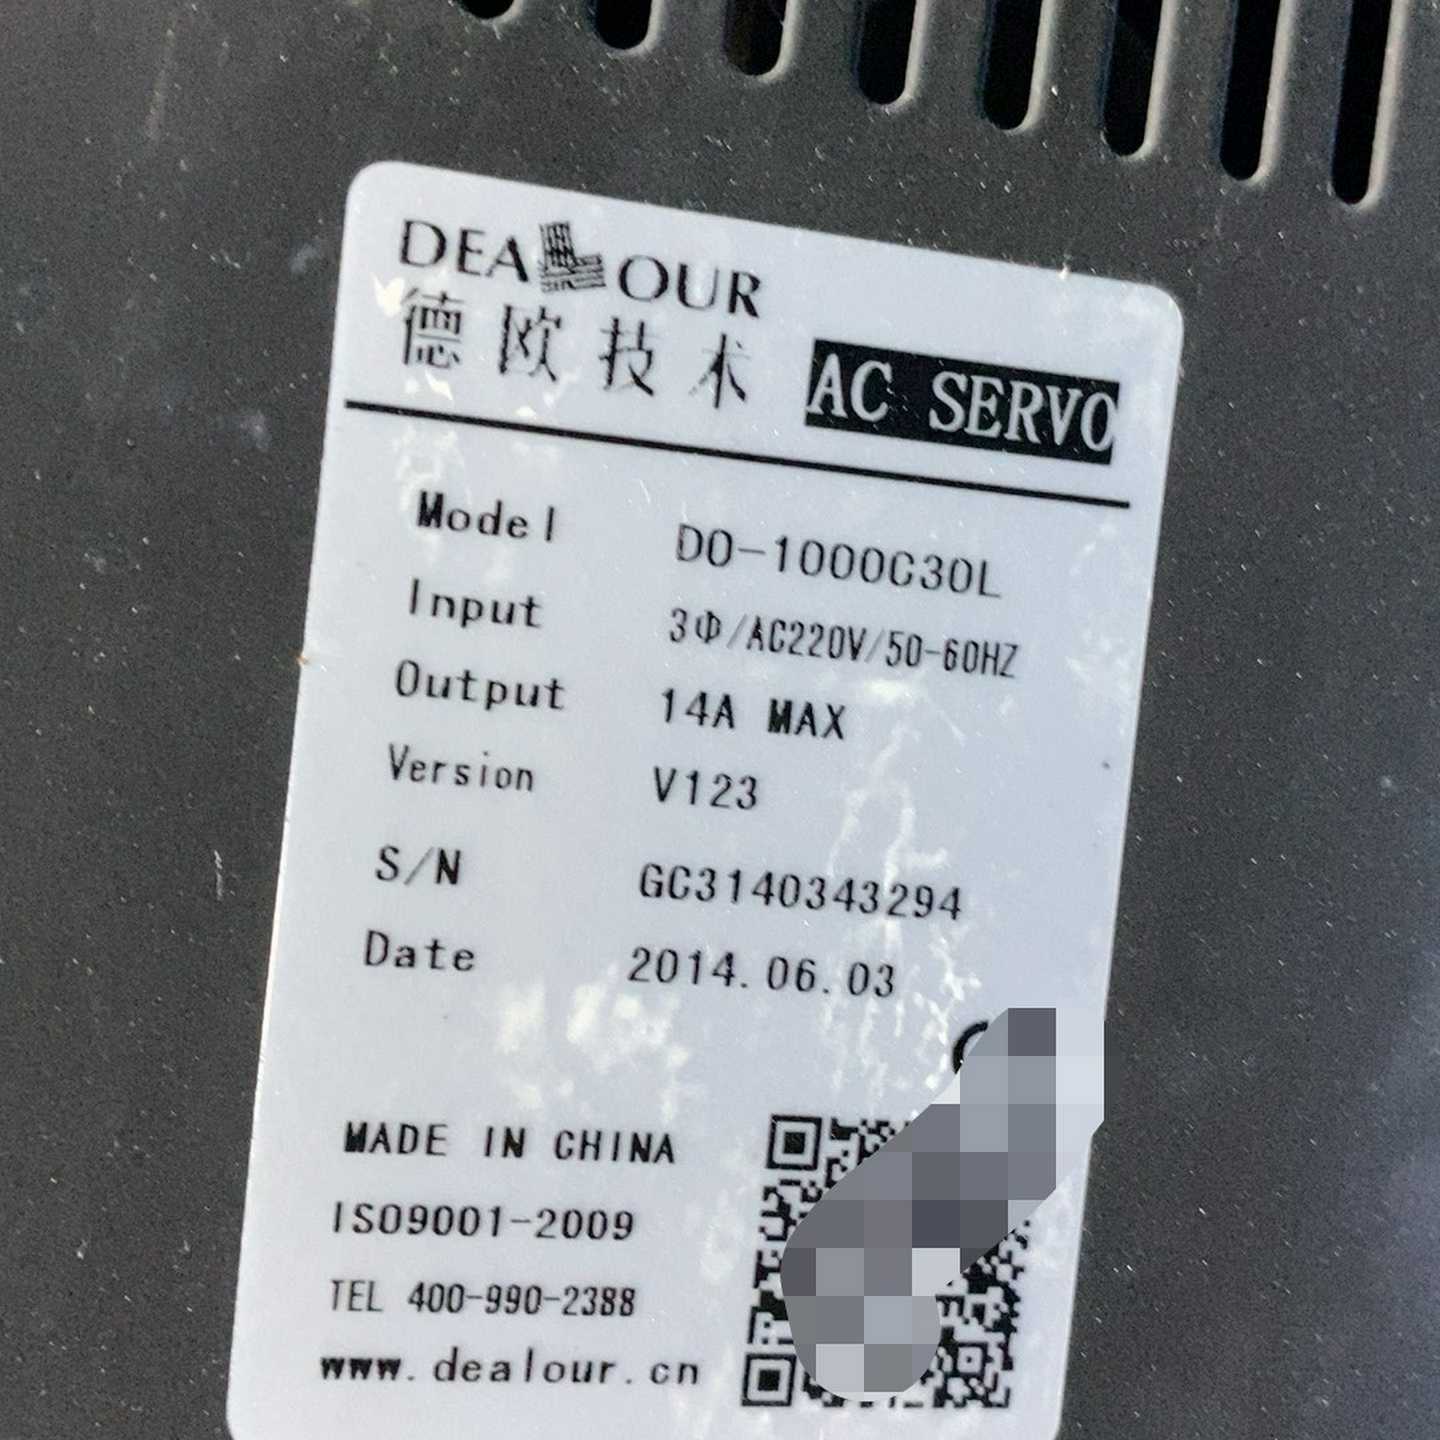 DEALOUR
德欧技术 AC SERVO
Model DO-1000C30L
Input 3Φ/AC220V/50-60HZ
Output 14A MAX
Version V123
S/N GC3140343294
Date 2014.06.03
MADE IN CHINA
ISO9001-2009
TEL 400-990-2388
www.dealour.cn